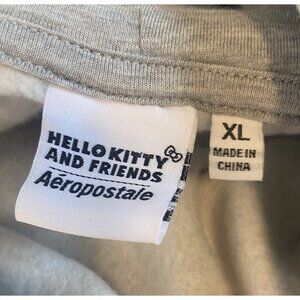 HELLO KITTY
AND FRIENDS
Aéropostale
XL
MADE IN
CHINA